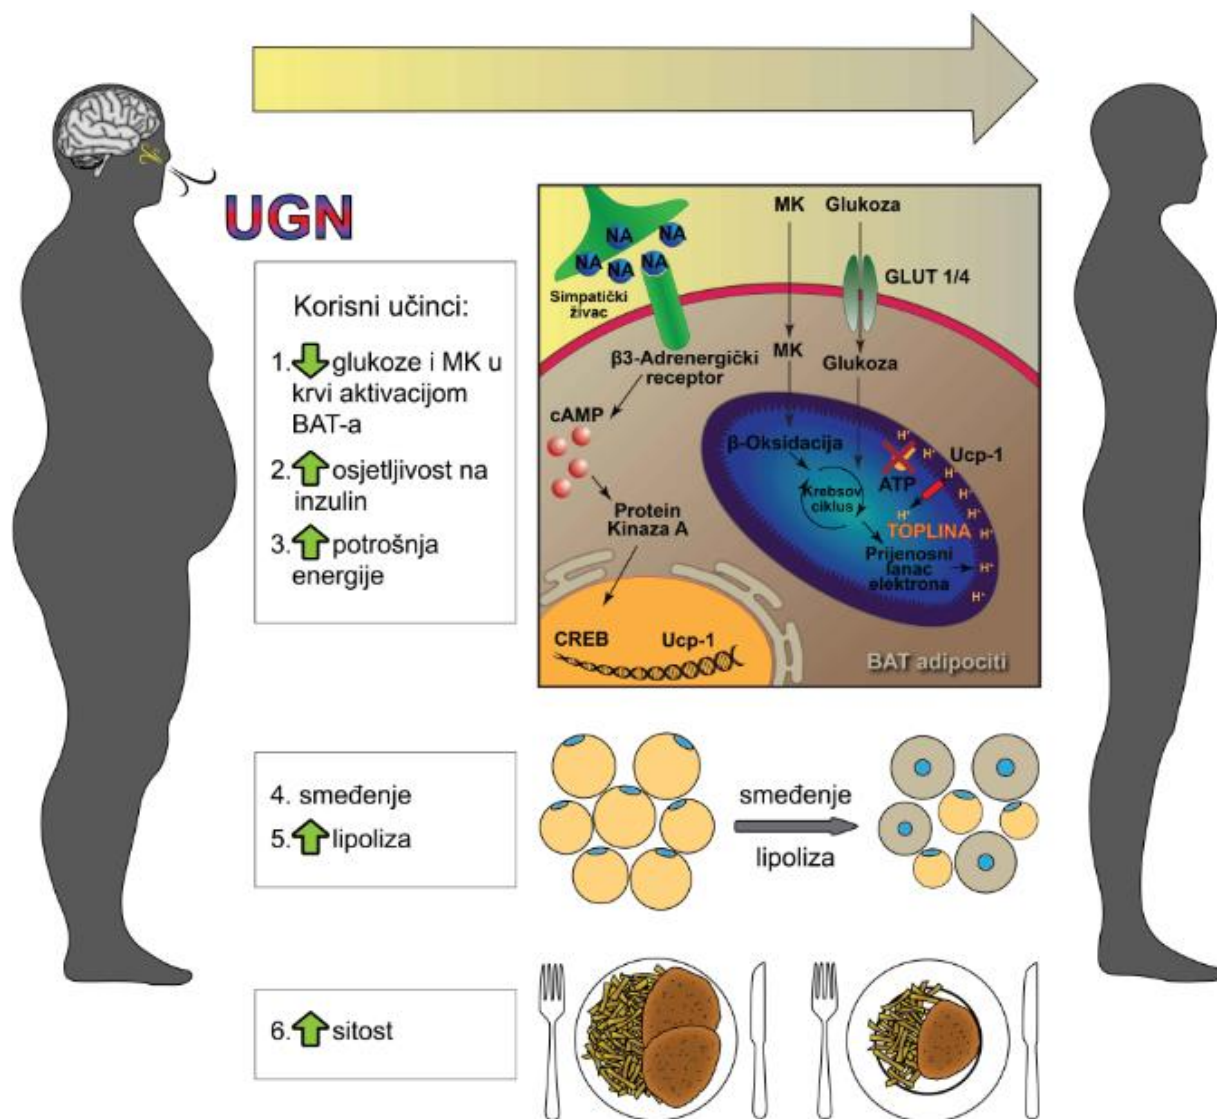 UGN
Korisni učinci:
1. glukoze i MK u
krvi aktivacijom
BAT-a
2. osjetljivost na
inzulin
3. potrošnja
energije
NA
NA
NA
NA
NA
Simpatički
živac
MK
Glukoza
GLUT 1/4
β3-Adrenergički
receptor
MK
Glukoza
cAMP
Protein
Kinaza A
CREB
Ucp-1
β-Oksidacija
Krebsov
ciklus
H⁺
H⁺
H⁺
ATP
Ucp-1
H⁺
H⁺
H⁺
H⁺
H⁺
H⁺
TOPLINA
Prijenosni
lanac
elektrona
H⁺
H⁺
H⁺
BAT adipociti
4. smeđenje
5. lipoliza
smeđenje
lipoliza
6. sitost